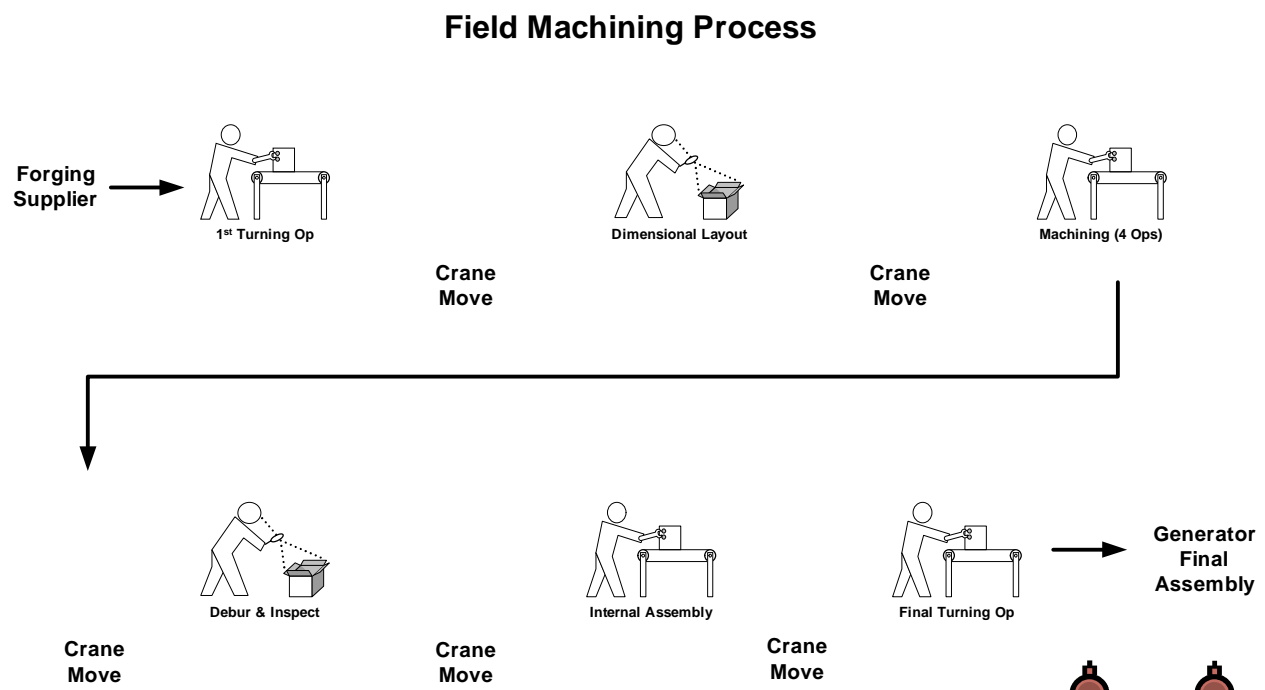 Field Machining Process
Forging
Supplier
1st Turning Op
Dimensional Layout
Machining (4 Ops)
Crane
Move
Crane
Move
Debur & Inspect
Internal Assembly
Final Turning Op
Generator
Final
Assembly
Crane
Move
Crane
Move
Crane
Move